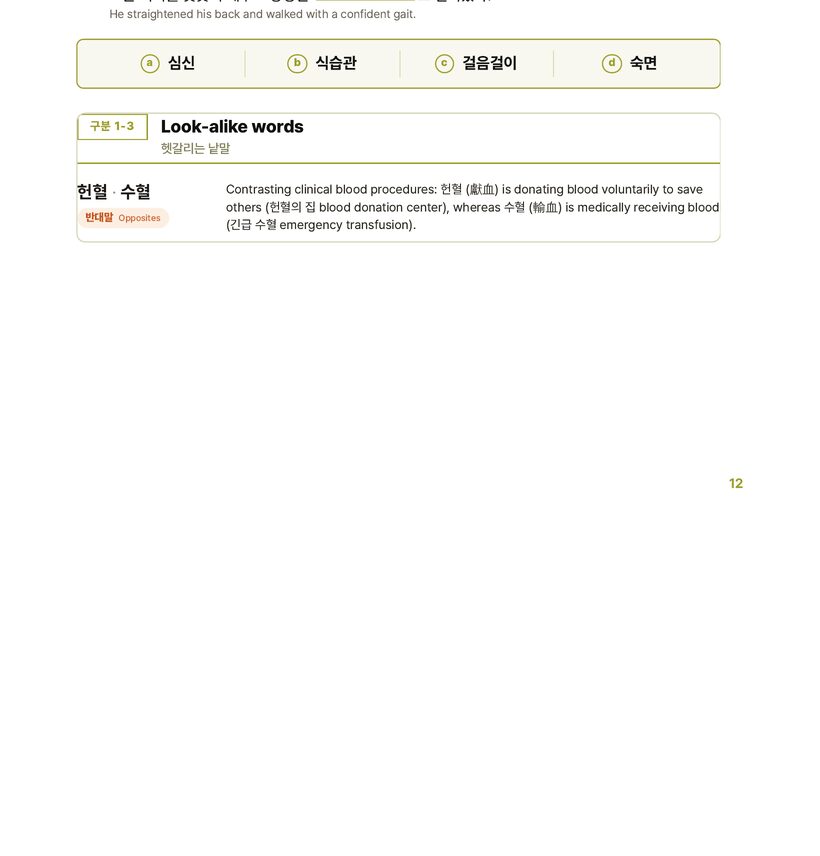 He straightened his back and walked with a confident gait.
a 심신 b 식습관 c 걸음걸이 d 숙면
구분 1-3 Look-alike words
헷갈리는 낱말
헌혈 · 수혈
반대말 Opposites
Contrasting clinical blood procedures: 헌혈 (獻血) is donating blood voluntarily to save
others (헌혈의 집 blood donation center), whereas 수혈 (輸血) is medically receiving blood
(긴급 수혈 emergency transfusion).
12